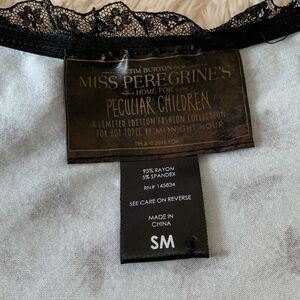 A TIM BURTON FILM
MISS PEREGRINE'S
HOME FOR
PECULIAR CHILDREN
A LIMITED EDITION FASHION COLLECTION
FOR HOT TOPIC BY MIDNIGHT HOUR
TM & © 2016 FOX
95% RAYON
5% SPANDEX
RN# 145834
SEE CARE ON REVERSE
MADE IN
CHINA
SM